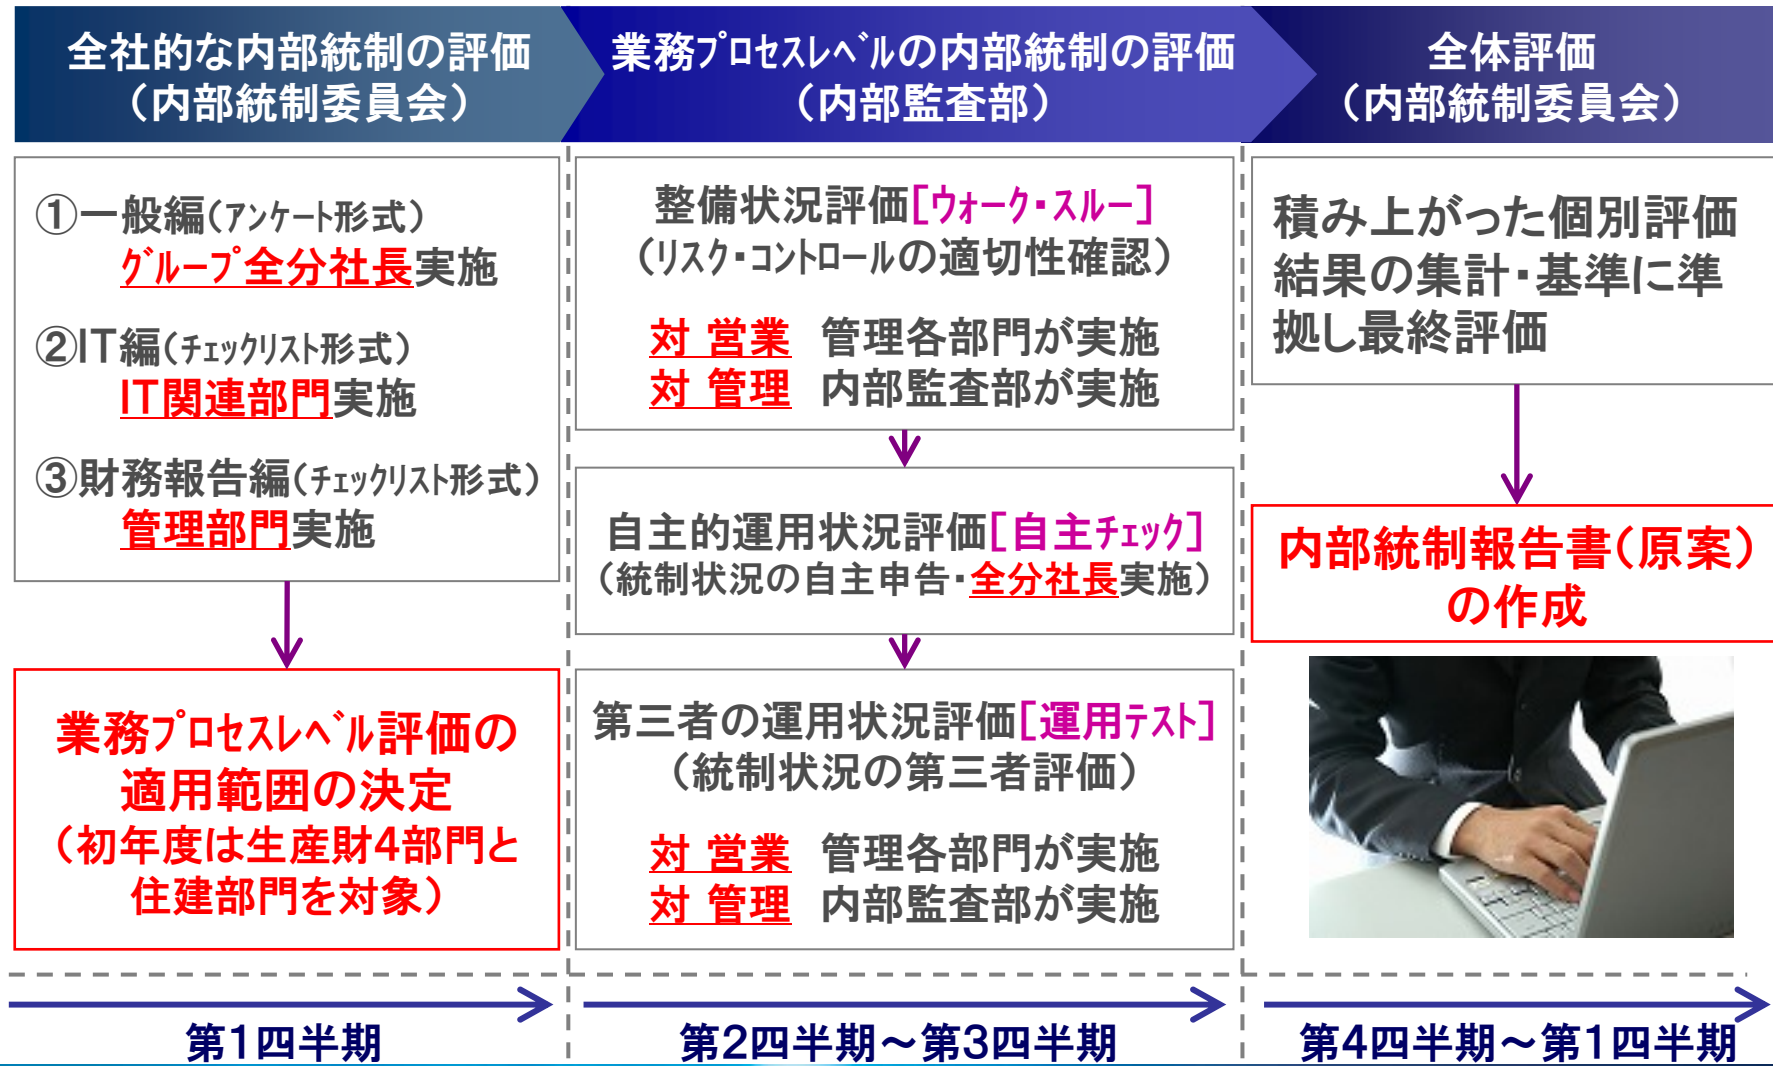 全社的な内部統制の評価
（内部統制委員会）
業務ﾌﾟﾛｾｽﾚﾍﾞﾙの内部統制の評価
（内部監査部）
全体評価
（内部統制委員会）
①一般編（ｱﾝｹｰﾄ形式）
ｸﾞﾙｰﾌﾟ全分社長実施
②IT編（ﾁｪｯｸﾘｽﾄ形式）
IT関連部門実施
③財務報告編（ﾁｪｯｸﾘｽﾄ形式）
管理部門実施
業務ﾌﾟﾛｾｽﾚﾍﾞﾙ評価の
適用範囲の決定
（初年度は生産財4部門と
住建部門を対象）
整備状況評価［ｳｫｰｸ・ｽﾙｰ］
（ﾘｽｸ・ｺﾝﾄﾛｰﾙの適切性確認）
対 営業 管理各部門が実施
対 管理 内部監査部が実施
自主的運用状況評価［自主ﾁｪｯｸ］
（統制状況の自主申告・全分社長実施）
第三者の運用状況評価［運用ﾃｽﾄ］
（統制状況の第三者評価）
対 営業 管理各部門が実施
対 管理 内部監査部が実施
積み上がった個別評価
結果の集計・基準に準
拠し最終評価
内部統制報告書（原案）
の作成
第1四半期
第2四半期～第3四半期
第4四半期～第1四半期